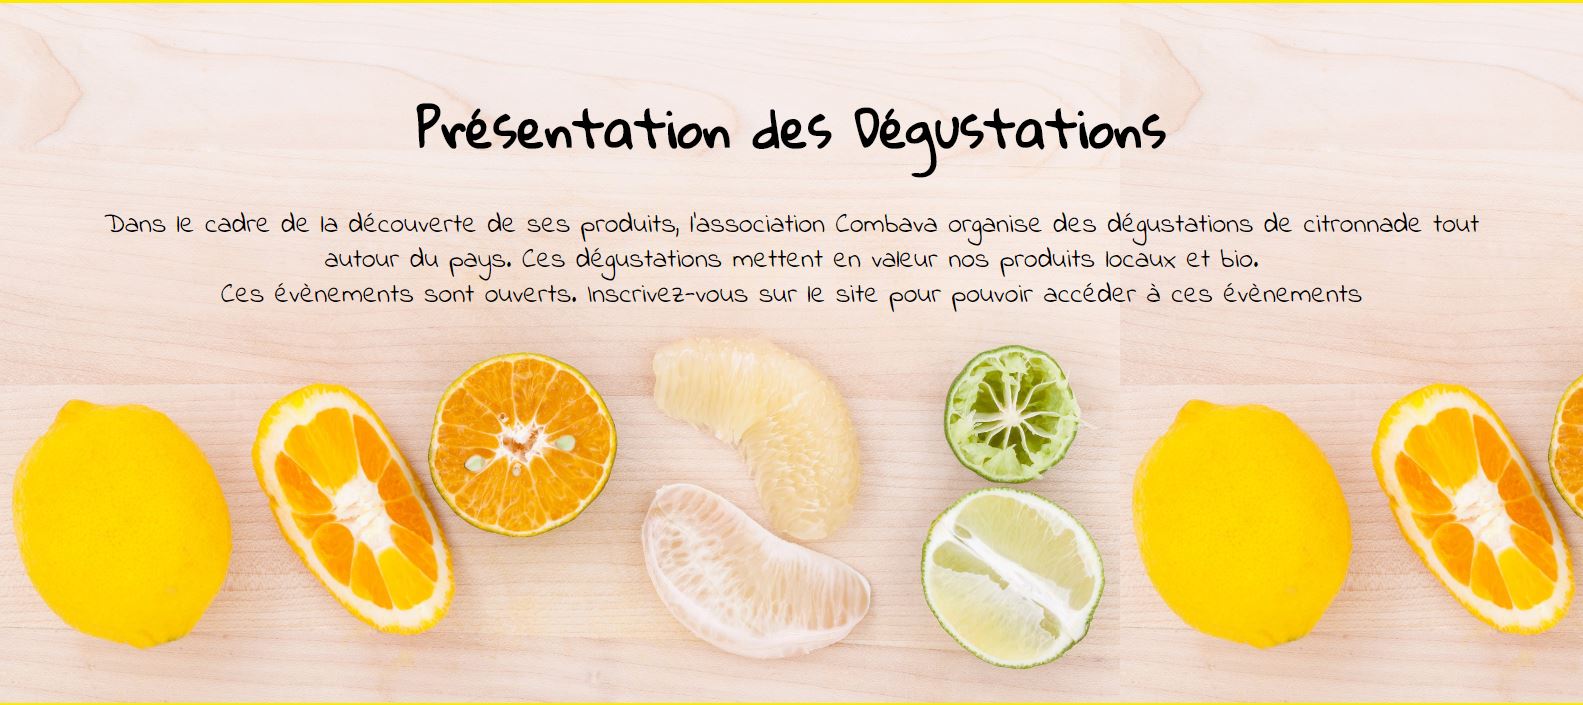 Présentation des Dégustations
Dans le cadre de la découverte de ses produits, l'association Combava organise des dégustations de citronnade tout
autour du pays. Ces dégustations mettent en valeur nos produits locaux et bio.
Ces évènements sont ouverts. Inscrivez-vous sur le site pour pouvoir accéder à ces évènements